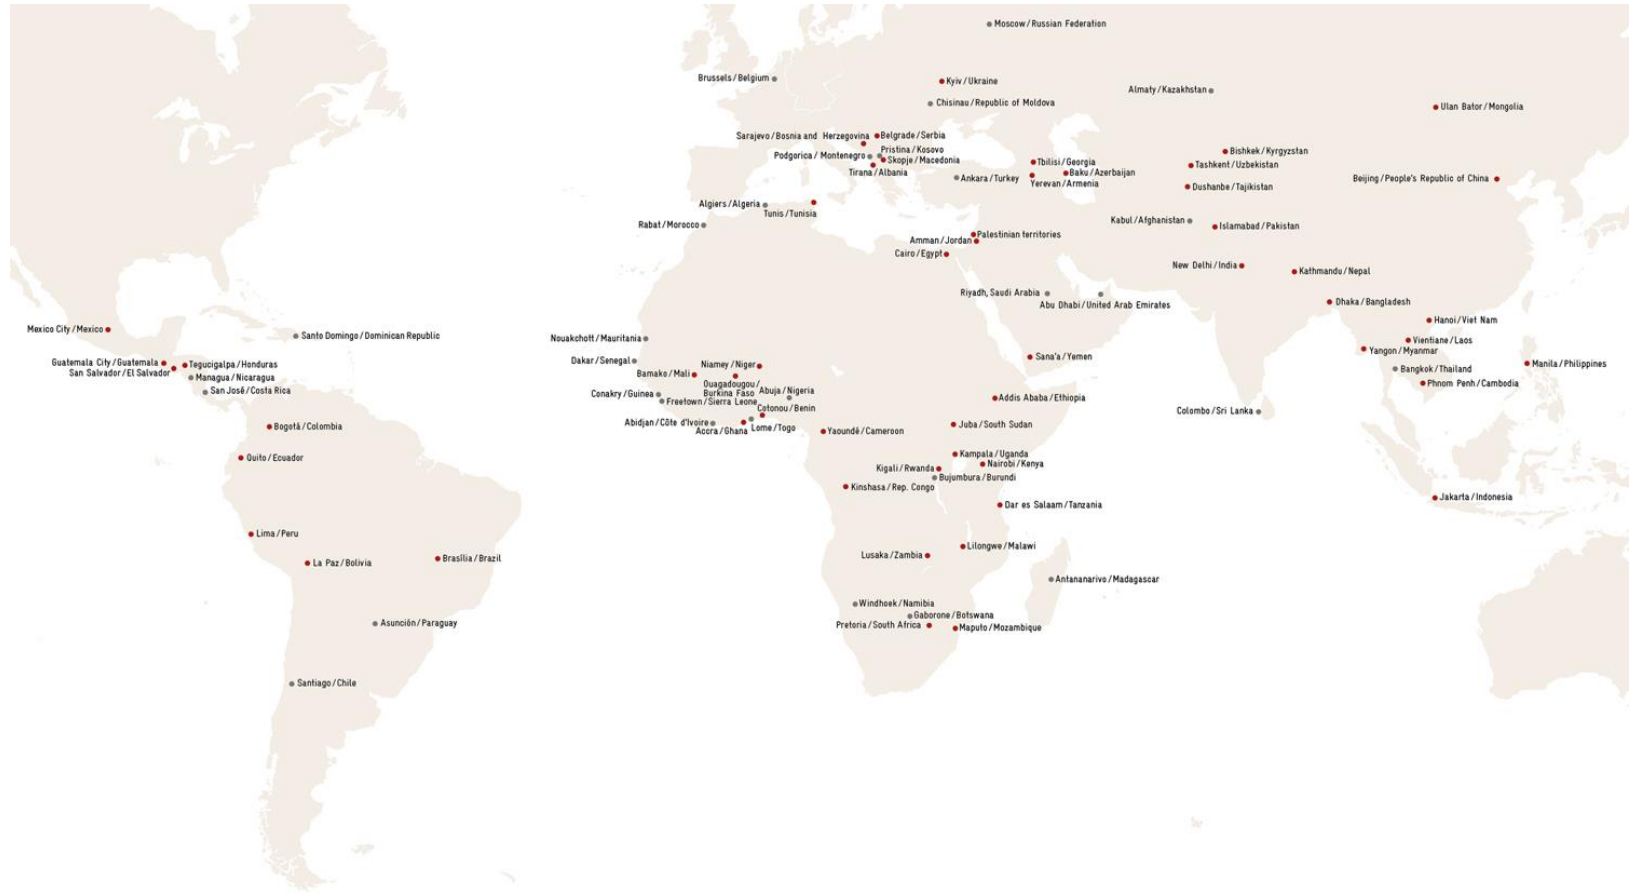 Moscow / Russian Federation
Brussels / Belgium
Kyiv / Ukraine
Almaty / Kazakhstan
Chisinau / Republic of Moldova
Ulan Bator / Mongolia
Sarajevo / Bosnia and Herzegovina
Belgrade / Serbia
Pristina / Kosovo
Bishkek / Kyrgyzstan
Podgorica / Montenegro
Skopje / Macedonia
Tbilisi / Georgia
Tashkent / Uzbekistan
Tirana / Albania
Ankara / Turkey
Baku / Azerbaijan
Yerevan / Armenia
Beijing / People's Republic of China
Dushanbe / Tajikistan
Algiers / Algeria
Tunis / Tunisia
Rabat / Morocco
Kabul / Afghanistan
Islamabad / Pakistan
Palestinian territories
Amman / Jordan
Cairo / Egypt
New Delhi / India
Kathmandu / Nepal
Riyadh, Saudi Arabia
Abu Dhabi / United Arab Emirates
Dhaka / Bangladesh
Hanoi / Viet Nam
Mexico City / Mexico
Santo Domingo / Dominican Republic
Nouakchott / Mauritania
Vientiane / Laos
Yangon / Myanmar
Guatemala City / Guatemala
Tegucigalpa / Honduras
San Salvador / El Salvador
Dakar / Senegal
Niamey / Niger
Sana'a / Yemen
Manila / Philippines
Bangkok / Thailand
Managua / Nicaragua
Bamako / Mali
Ouagadougou /
Burkina Faso
Abuja / Nigeria
Phnom Penh / Cambodia
San José / Costa Rica
Conakry / Guinea
Freetown / Sierra Leone
Cotonou / Benin
Addis Ababa / Ethiopia
Colombo / Sri Lanka
Abidjan / Côte d'Ivoire
Accra / Ghana
Lome / Togo
Bogotá / Colombia
Yaoundé / Cameroon
Juba / South Sudan
Quito / Ecuador
Kampala / Uganda
Nairobi / Kenya
Kigali / Rwanda
Bujumbura / Burundi
Kinshasa / Rep. Congo
Jakarta / Indonesia
Dar es Salaam / Tanzania
Lima / Peru
Lilongwe / Malawi
Lusaka / Zambia
La Paz / Bolivia
Brasília / Brazil
Antananarivo / Madagascar
Windhoek / Namibia
Gaborone / Botswana
Asunción / Paraguay
Pretoria / South Africa
Maputo / Mozambique
Santiago / Chile